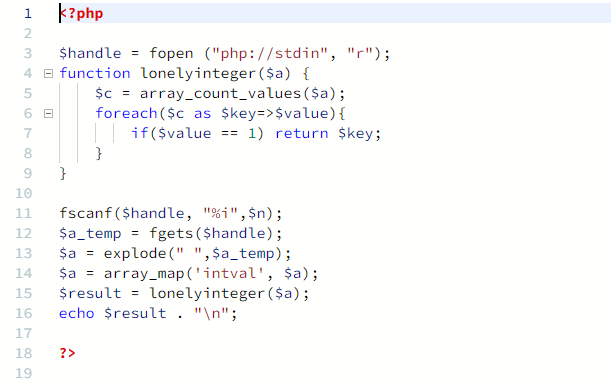 1 <?php
2
3 $handle = fopen ("php://stdin", "r");
4 function lonelyinteger($a) {
5     $c = array_count_values($a);
6     foreach($c as $key=>$value){
7         if($value == 1) return $key;
8     }
9 }
10
11 fscanf($handle, "%i",$n);
12 $a_temp = fgets($handle);
13 $a = explode(" ",$a_temp);
14 $a = array_map('intval', $a);
15 $result = lonelyinteger($a);
16 echo $result . "\n";
17
18 ?>
19